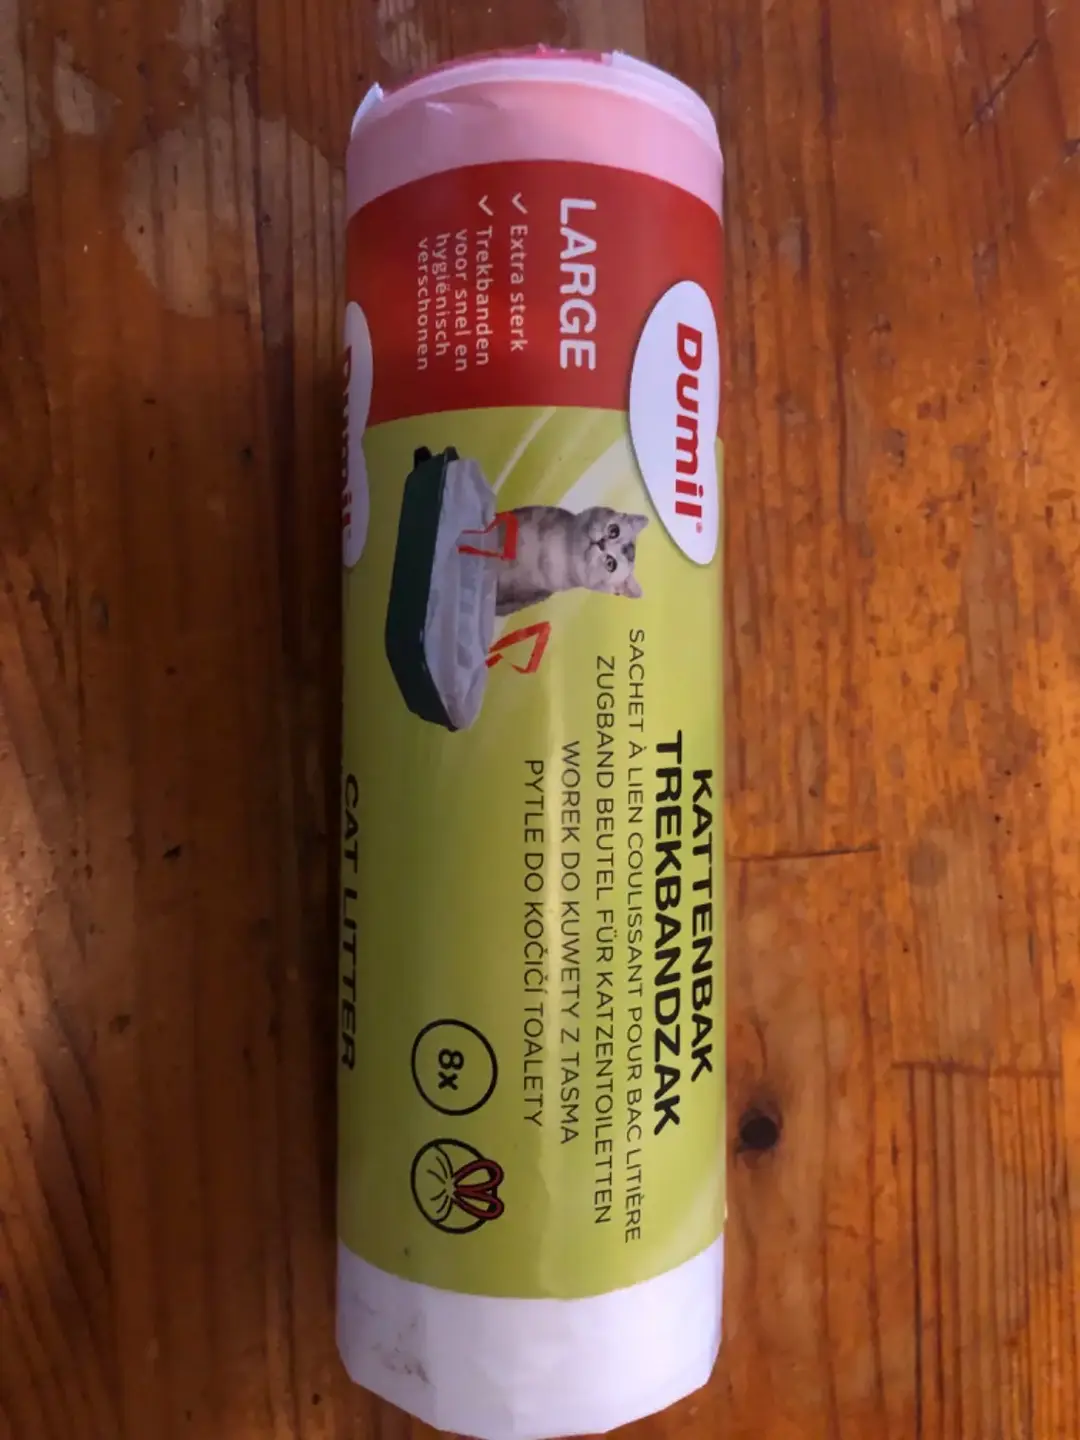 Dumil®
LARGE
✓ Extra sterk
✓ Trekbanden
voor snel en
hygiënisch
verschonen
KATTENBAK
TREKBANDZAK
SACHET À LIEN COULISSANT POUR BAC LITIÈRE
ZUGBAND BEUTEL FÜR KATZENTOILETTEN
WOREK DO KUWETY Z TASMA
PYTLE DO KOČIČÍ TOALETY
8x
Dumil
CAT LITTER